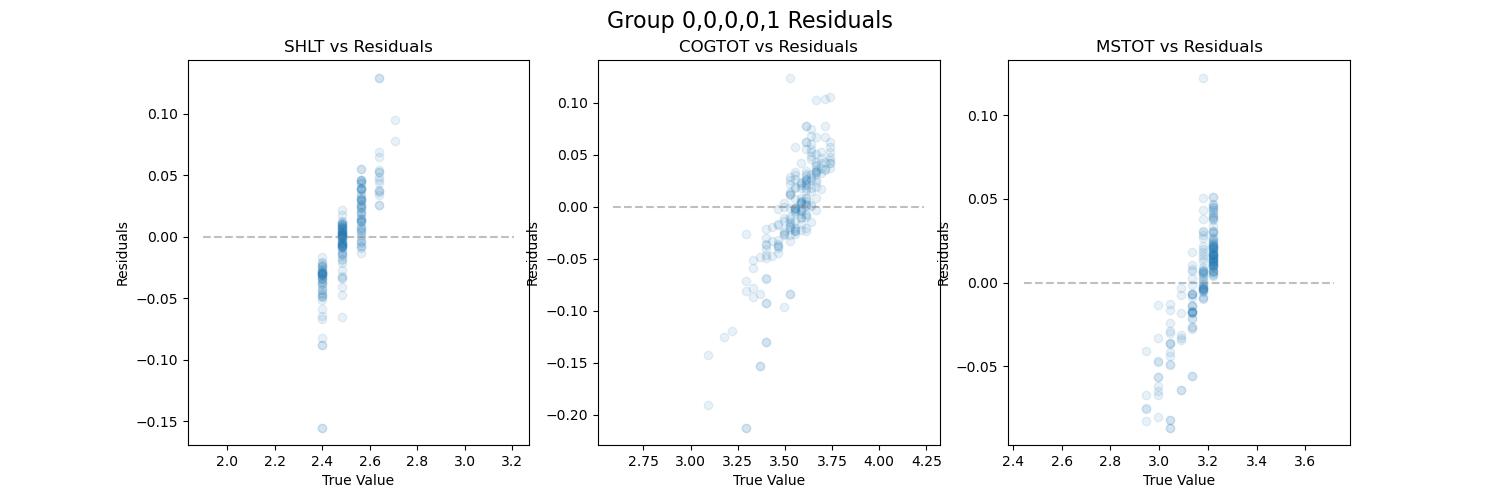 Group 0,0,0,0,1 Residuals
SHLT vs Residuals
COGTOT vs Residuals
MSTOT vs Residuals
Residuals
0.10
0.05
0.00
−0.05
−0.10
−0.15
2.0 2.2 2.4 2.6 2.8 3.0 3.2
True Value
Residuals
0.10
0.05
0.00
−0.05
−0.10
−0.15
−0.20
2.75 3.00 3.25 3.50 3.75 4.00 4.25
True Value
Residuals
0.10
0.05
0.00
−0.05
2.4 2.6 2.8 3.0 3.2 3.4 3.6
True Value